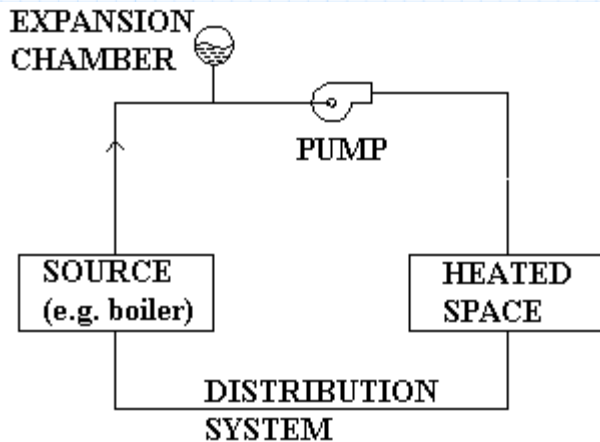 EXPANSION
CHAMBER
PUMP
SOURCE
(e.g. boiler)
HEATED
SPACE
DISTRIBUTION
SYSTEM